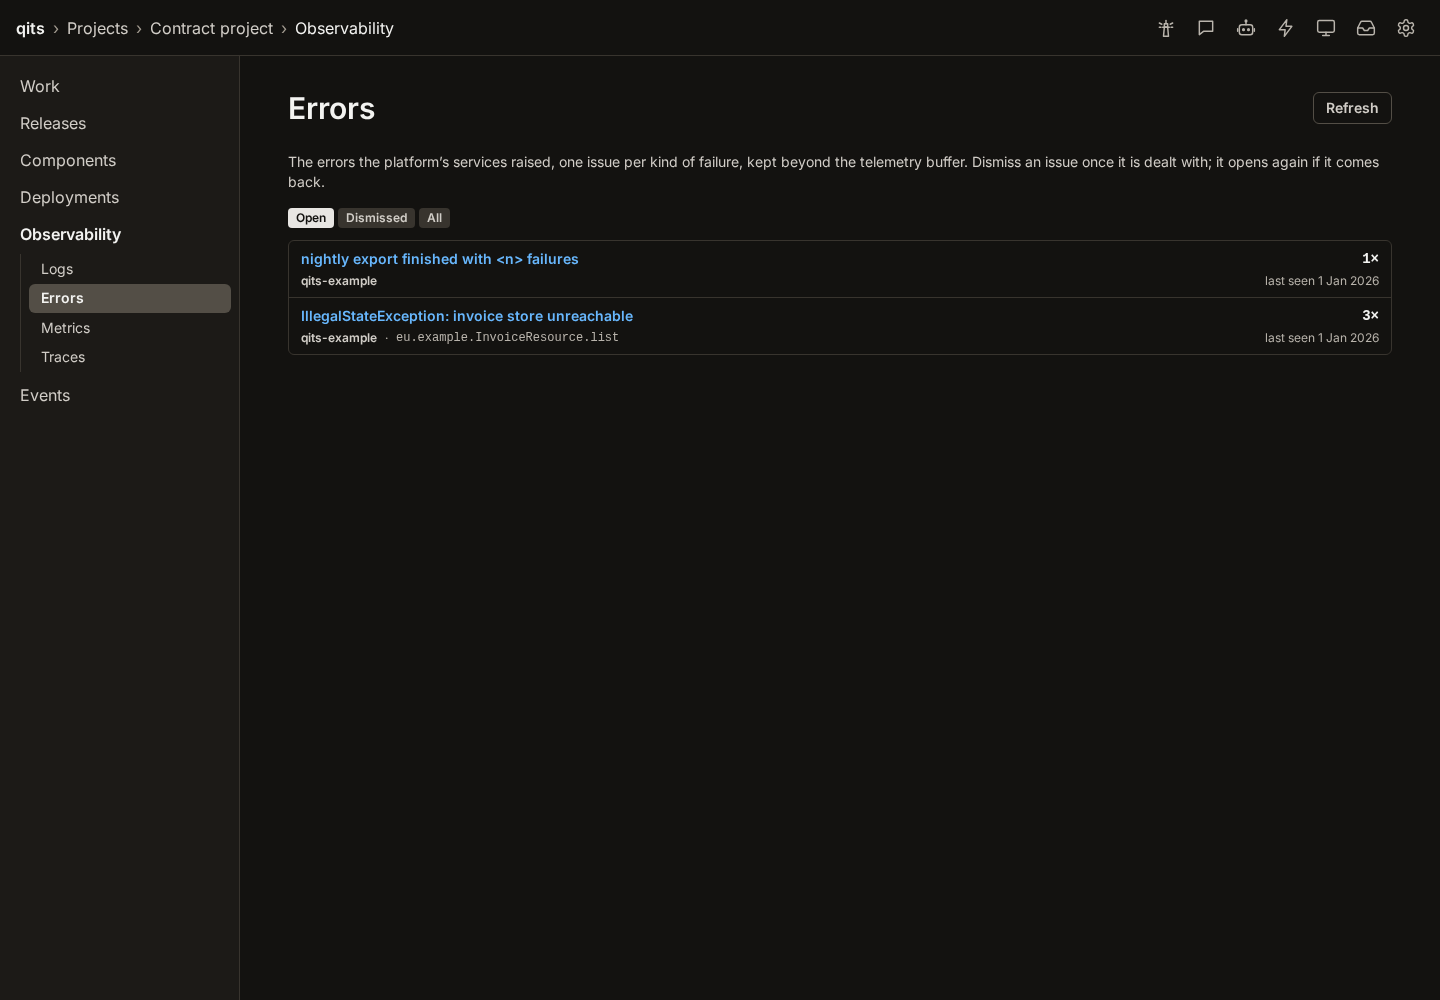 qits › Projects › Contract project › Observability
Work
Releases
Components
Deployments
Observability
Logs
Errors
Metrics
Traces
Events
Errors
Refresh
The errors the platform’s services raised, one issue per kind of failure, kept beyond the telemetry buffer. Dismiss an issue once it is dealt with; it opens again if it comes
back.
Open Dismissed All
nightly export finished with <n> failures 1×
qits-example last seen 1 Jan 2026
IllegalStateException: invoice store unreachable 3×
qits-example · eu.example.InvoiceResource.list last seen 1 Jan 2026